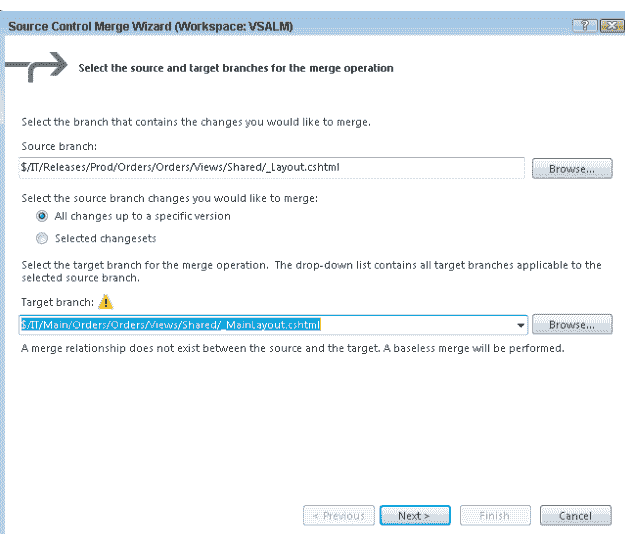 Source Control Merge Wizard (Workspace: VSALM)
Select the source and target branches for the merge operation
Select the branch that contains the changes you would like to merge.
Source branch:
$/IT/Releases/Prod/Orders/Orders/Views/Shared/_Layout.cshtml
Browse...
Select the source branch changes you would like to merge:
All changes up to a specific version
Selected changesets
Select the target branch for the merge operation. The drop-down list contains all target branches applicable to the
selected source branch.
Target branch:
$/IT/Main/Orders/Orders/Views/Shared/_MainLayout.cshtml
Browse...
A merge relationship does not exist between the source and the target. A baseless merge will be performed.
< Previous Next > Finish Cancel